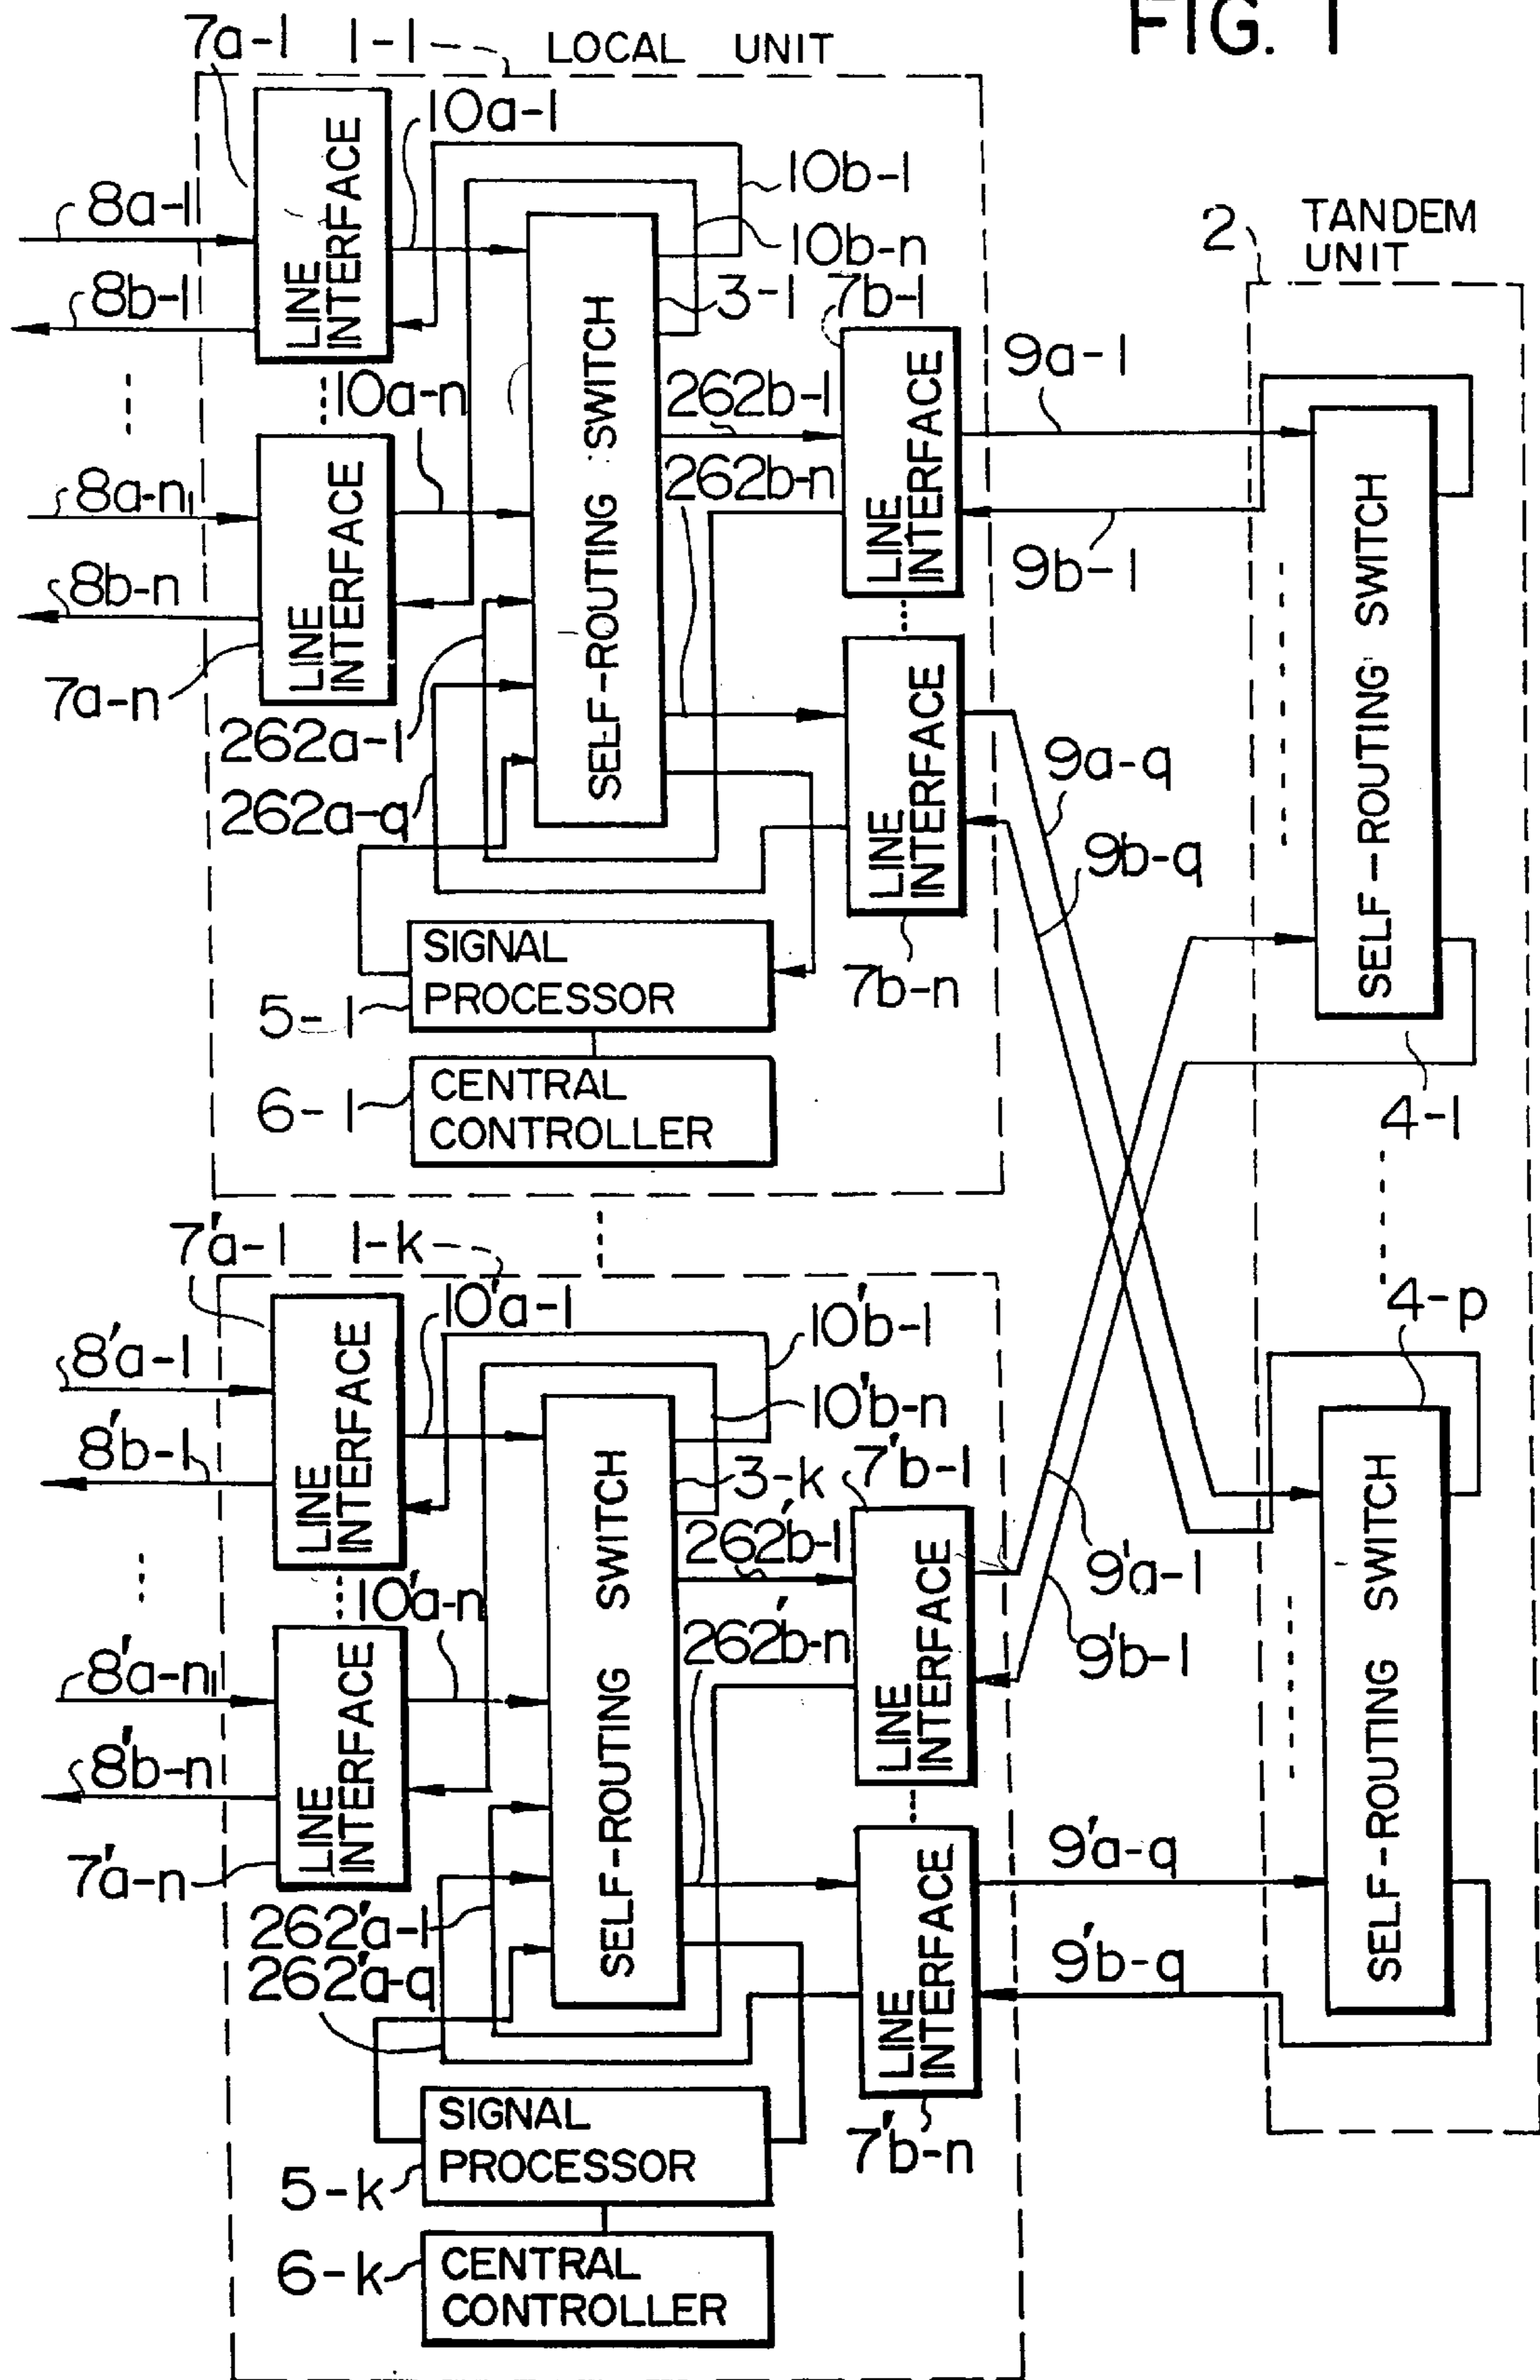 FIG. 1
7a-1
1-1
LOCAL UNIT
10a-1
LINE
INTERFACE
10b-1
8a-1
10b-n
2
TANDEM
UNIT
8b-1
3-1
7b-1
SELF-ROUTING SWITCH
LINE
INTERFACE
9a-1
10a-n
262b-1
262b-n
8a-n
LINE
INTERFACE
8b-n
9b-1
SELF-ROUTING SWITCH
7a-n
262a-1
262a-q
LINE
INTERFACE
9a-q
9b-q
SIGNAL
PROCESSOR
5-1
7b-n
CENTRAL
CONTROLLER
6-1
4-1
7'a-1
1-k
10'a-1
10'b-1
4-p
LINE
INTERFACE
8'a-1
10'b-n
8'b-1
3-k
7'b-1
SELF-ROUTING SWITCH
262'b-1
LINE
INTERFACE
9'a-1
SELF-ROUTING SWITCH
10'a-n
262'b-n
9'b-1
8'a-n
LINE
INTERFACE
8'b-n
7'a-n
9'a-q
262'a-1
262'a-q
LINE
INTERFACE
9'b-q
SIGNAL
PROCESSOR
5-k
7'b-n
6-k
CENTRAL
CONTROLLER